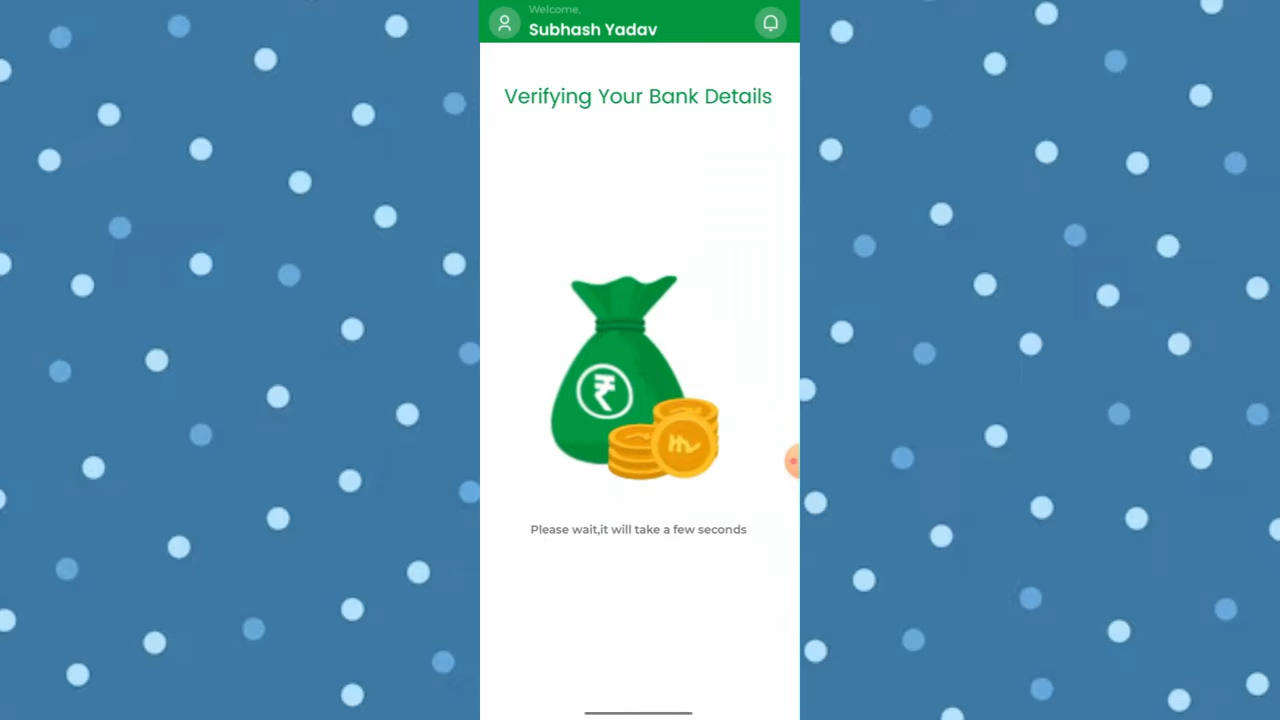 Welcome,
Subhash Yadav
Verifying Your Bank Details
₹
Please wait,it will take a few seconds